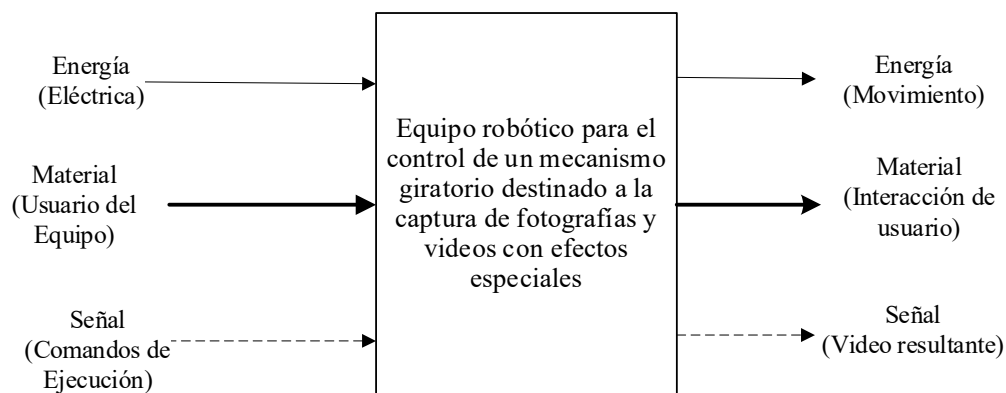 Energía
(Eléctrica)
Material
(Usuario del
Equipo)
Señal
(Comandos de
Ejecución)
Equipo robótico para el
control de un mecanismo
giratorio destinado a la
captura de fotografías y
videos con efectos
especiales
Energía
(Movimiento)
Material
(Interacción de
usuario)
Señal
(Video resultante)